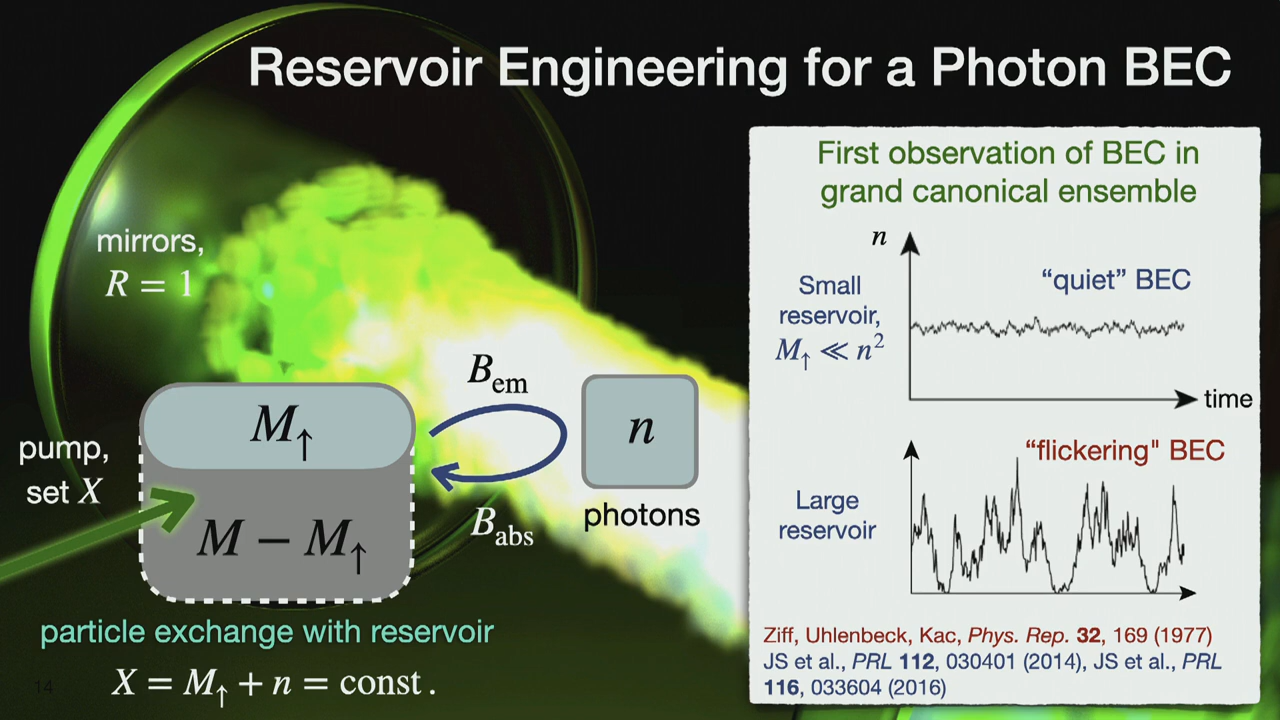 Reservoir Engineering for a Photon BEC
mirrors,
R = 1
pump,
set X
M↑
M − M↑
B_em
B_abs
n
photons
particle exchange with reservoir
X = M↑ + n = const.
14
First observation of BEC in
grand canonical ensemble
n
Small
reservoir,
M↑ ≪ n²
“quiet” BEC
time
“flickering" BEC
Large
reservoir
Ziff, Uhlenbeck, Kac, Phys. Rep. 32, 169 (1977)
JS et al., PRL 112, 030401 (2014), JS et al., PRL
116, 033604 (2016)